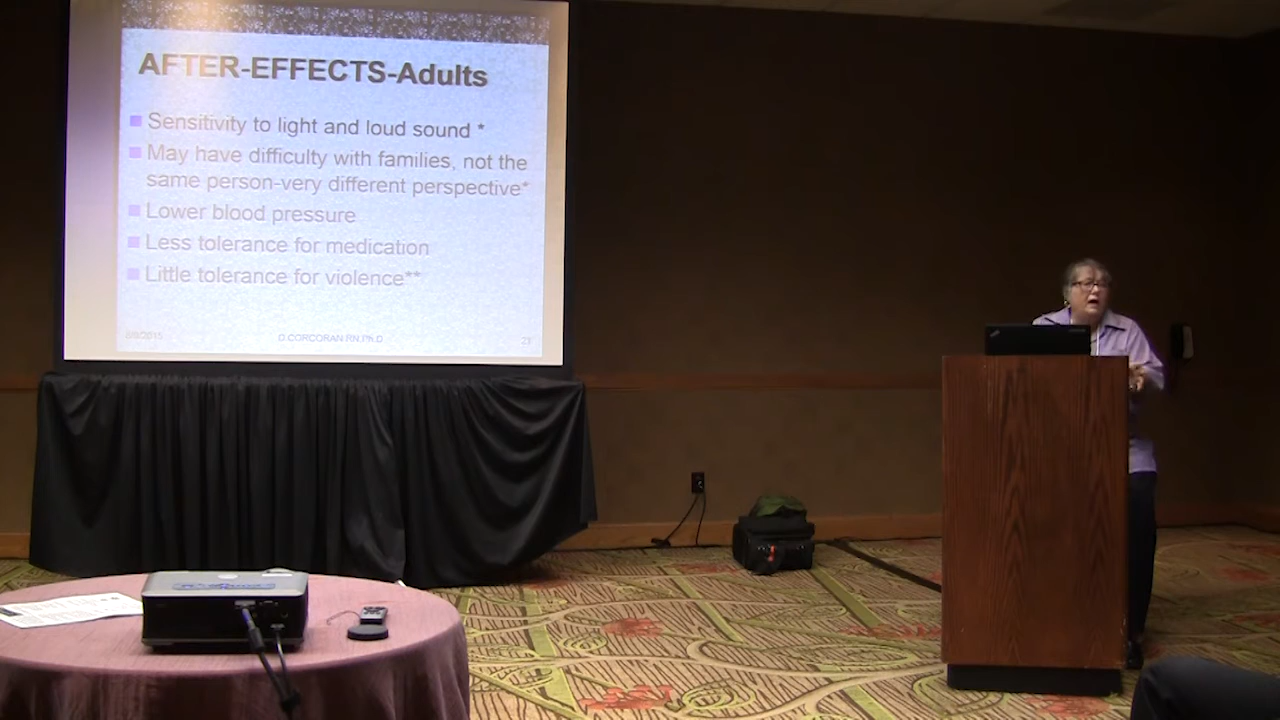 AFTER-EFFECTS-Adults
Sensitivity to light and loud sound *
May have difficulty with families, not the
same person-very different perspective*
Lower blood pressure
Less tolerance for medication
Little tolerance for violence**
D.CORCORAN.RN.Ph.D